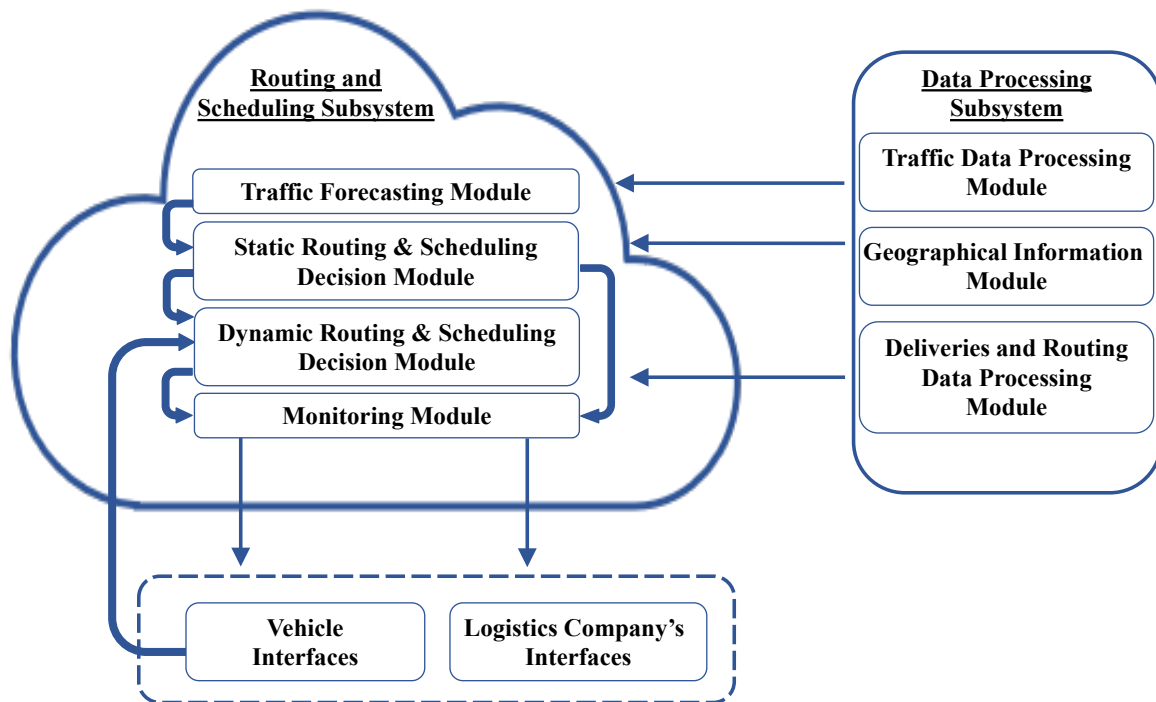 Routing and
Scheduling Subsystem
Traffic Forecasting Module
Static Routing & Scheduling
Decision Module
Dynamic Routing & Scheduling
Decision Module
Monitoring Module
Data Processing
Subsystem
Traffic Data Processing
Module
Geographical Information
Module
Deliveries and Routing
Data Processing
Module
Vehicle
Interfaces
Logistics Company’s
Interfaces